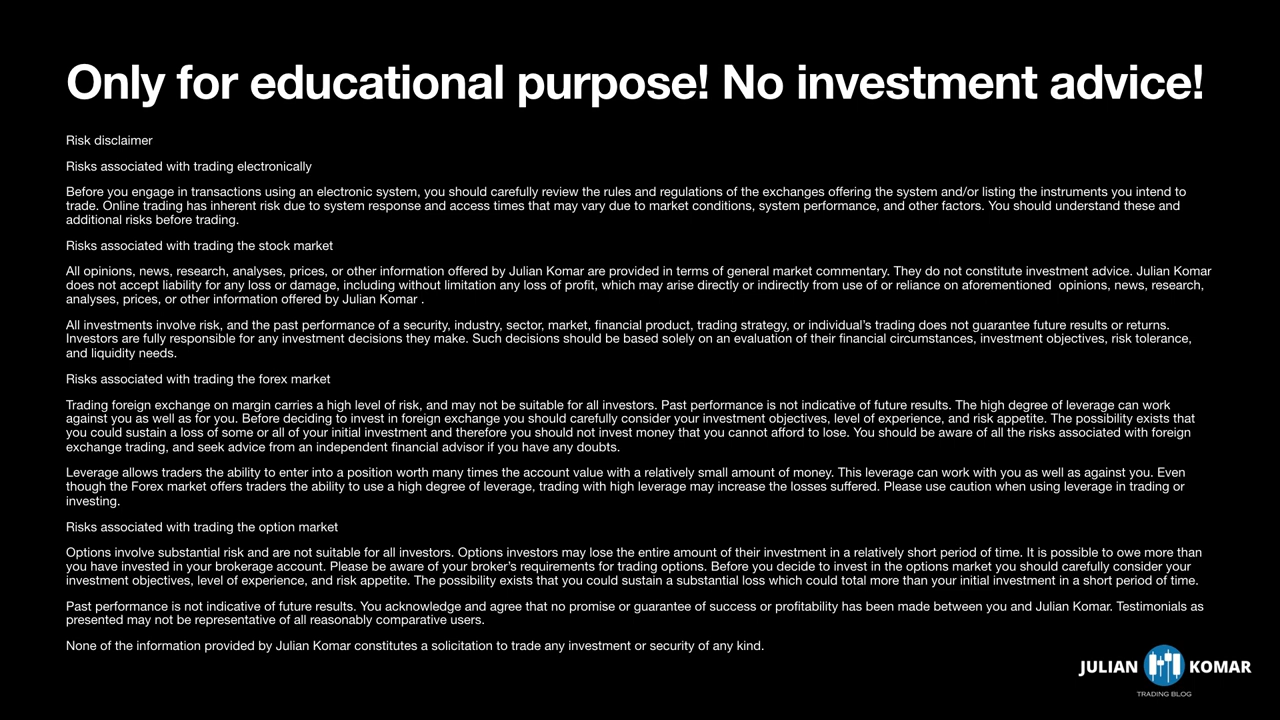 Only for educational purpose! No investment advice!
Risk disclaimer
Risks associated with trading electronically
Before you engage in transactions using an electronic system, you should carefully review the rules and regulations of the exchanges offering the system and/or listing the instruments you intend to
trade. Online trading has inherent risk due to system response and access times that may vary due to market conditions, system performance, and other factors. You should understand these and
additional risks before trading.
Risks associated with trading the stock market
All opinions, news, research, analyses, prices, or other information offered by Julian Komar are provided in terms of general market commentary. They do not constitute investment advice. Julian Komar
does not accept liability for any loss or damage, including without limitation any loss of profit, which may arise directly or indirectly from use of or reliance on aforementioned  opinions, news, research,
analyses, prices, or other information offered by Julian Komar .
All investments involve risk, and the past performance of a security, industry, sector, market, financial product, trading strategy, or individual’s trading does not guarantee future results or returns.
Investors are fully responsible for any investment decisions they make. Such decisions should be based solely on an evaluation of their financial circumstances, investment objectives, risk tolerance,
and liquidity needs.
Risks associated with trading the forex market
Trading foreign exchange on margin carries a high level of risk, and may not be suitable for all investors. Past performance is not indicative of future results. The high degree of leverage can work
against you as well as for you. Before deciding to invest in foreign exchange you should carefully consider your investment objectives, level of experience, and risk appetite. The possibility exists that
you could sustain a loss of some or all of your initial investment and therefore you should not invest money that you cannot afford to lose. You should be aware of all the risks associated with foreign
exchange trading, and seek advice from an independent financial advisor if you have any doubts.
Leverage allows traders the ability to enter into a position worth many times the account value with a relatively small amount of money. This leverage can work with you as well as against you. Even
though the Forex market offers traders the ability to use a high degree of leverage, trading with high leverage may increase the losses suffered. Please use caution when using leverage in trading or
investing.
Risks associated with trading the option market
Options involve substantial risk and are not suitable for all investors. Options investors may lose the entire amount of their investment in a relatively short period of time. It is possible to owe more than
you have invested in your brokerage account. Please be aware of your broker’s requirements for trading options. Before you decide to invest in the options market you should carefully consider your
investment objectives, level of experience, and risk appetite. The possibility exists that you could sustain a substantial loss which could total more than your initial investment in a short period of time.
Past performance is not indicative of future results. You acknowledge and agree that no promise or guarantee of success or profitability has been made between you and Julian Komar. Testimonials as
presented may not be representative of all reasonably comparative users.
None of the information provided by Julian Komar constitutes a solicitation to trade any investment or security of any kind.
JULIAN KOMAR
TRADING BLOG